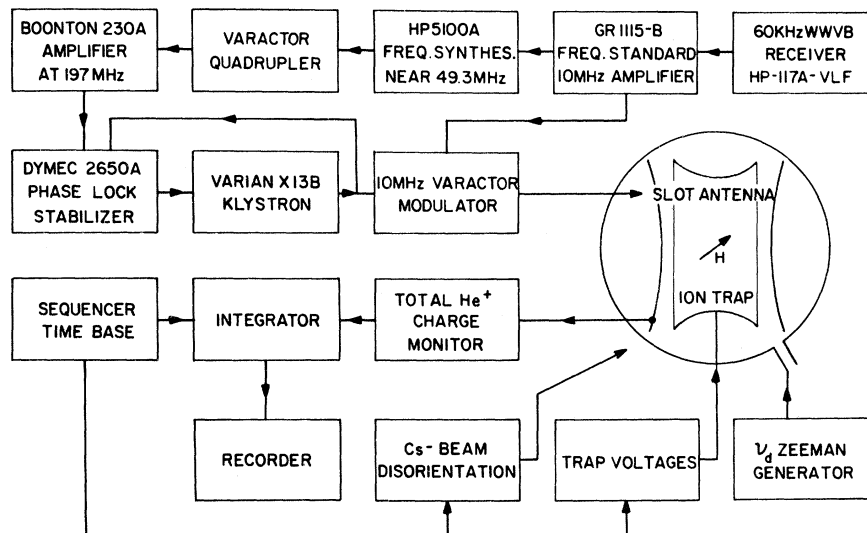 BOONTON 230A
AMPLIFIER
AT 197MHz
VARACTOR
QUADRUPLER
HP5100A
FREQ. SYNTHES.
NEAR 49.3MHz
GR 1115-B
FREQ. STANDARD
10MHz AMPLIFIER
60KHzWWVB
RECEIVER
HP-117A-VLF
DYMEC 2650A
PHASE LOCK
STABILIZER
VARIAN X13B
KLYSTRON
10MHz VARACTOR
MODULATOR
SLOT ANTENNA
H
ION TRAP
SEQUENCER
TIME BASE
INTEGRATOR
TOTAL He+
CHARGE
MONITOR
RECORDER
Cs-BEAM
DISORIENTATION
TRAP VOLTAGES
νd ZEEMAN
GENERATOR